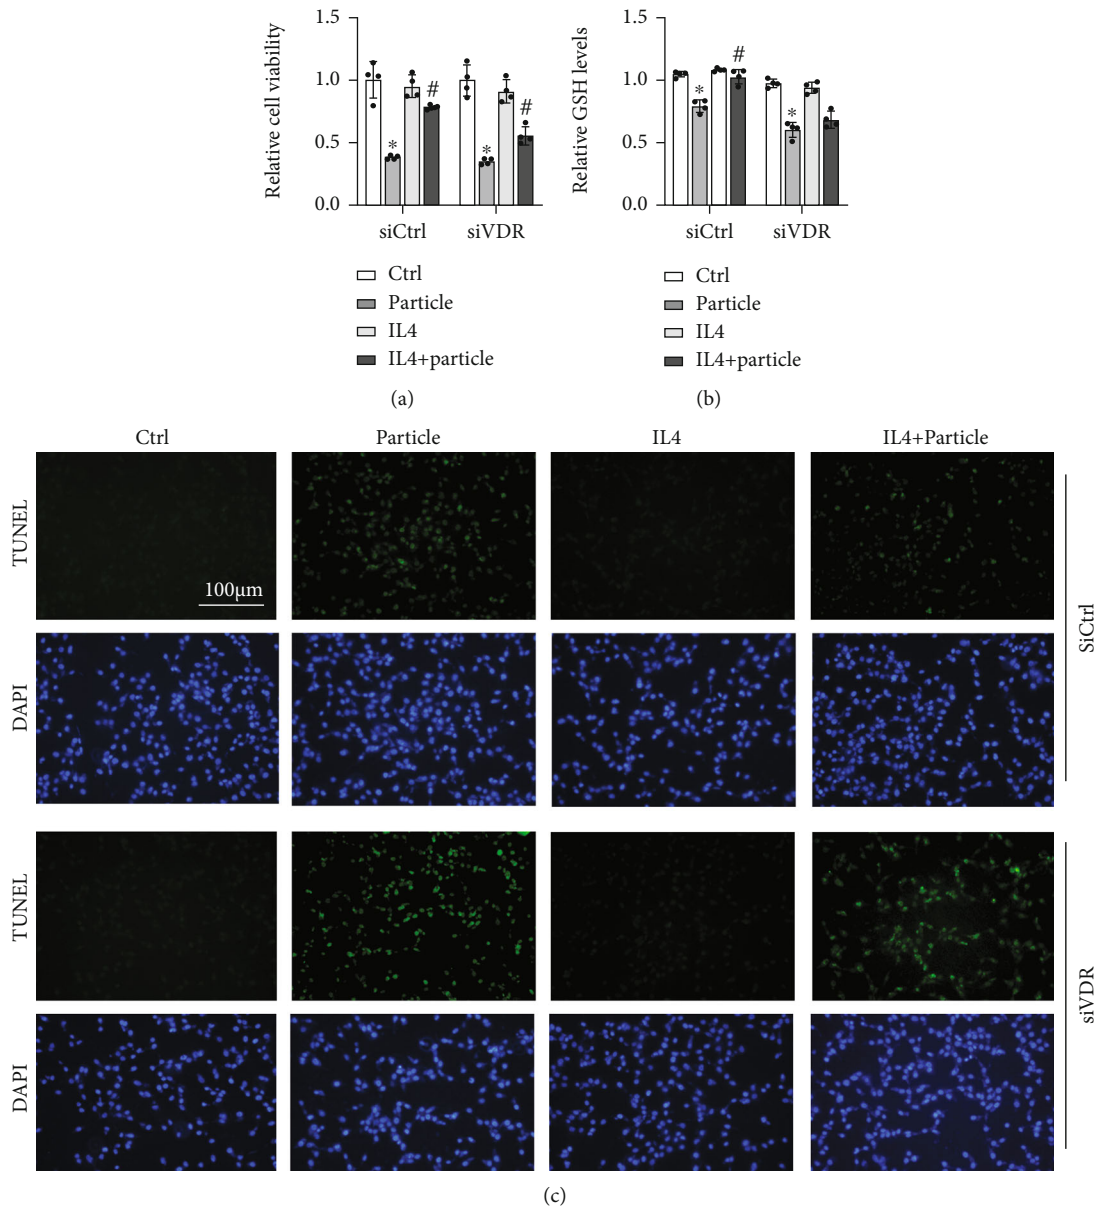 1.5
1.0
0.5
0.0
Relative cell viability
*
#
*
#
siCtrl
siVDR
Ctrl
Particle
IL4
IL4+particle
(a)
1.5
1.0
0.5
0.0
Relative GSH levels
*
#
*
siCtrl
siVDR
Ctrl
Particle
IL4
IL4+particle
(b)
Ctrl
Particle
IL4
IL4+Particle
TUNEL
100μm
DAPI
SiCtrl
TUNEL
DAPI
siVDR
(c)